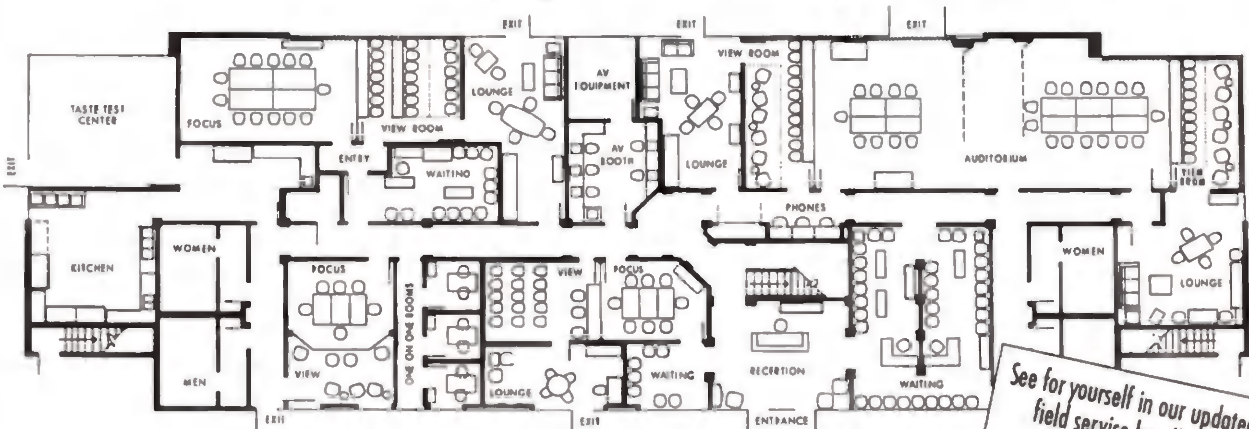 EXIT
EXIT
EXIT
VIEW ROOM
LOUNGE
AV
EQUIPMENT
TASTE TEST
CENTER
FOCUS
VIEW ROOM
ENTRY
WAITING
AV
BOOTH
LOUNGE
AUDITORIUM
VIEW
ROOM
EXIT
PHONES
WOMEN
WOMEN
KITCHEN
FOCUS
VIEW
FOCUS
LOUNGE
ONE ON ONE ROOMS
VIEW
MEN
LOUNGE
WAITING
RECEPTION
WAITING
EXIT
EXIT
ENTRANCE
See for yourself in our updated